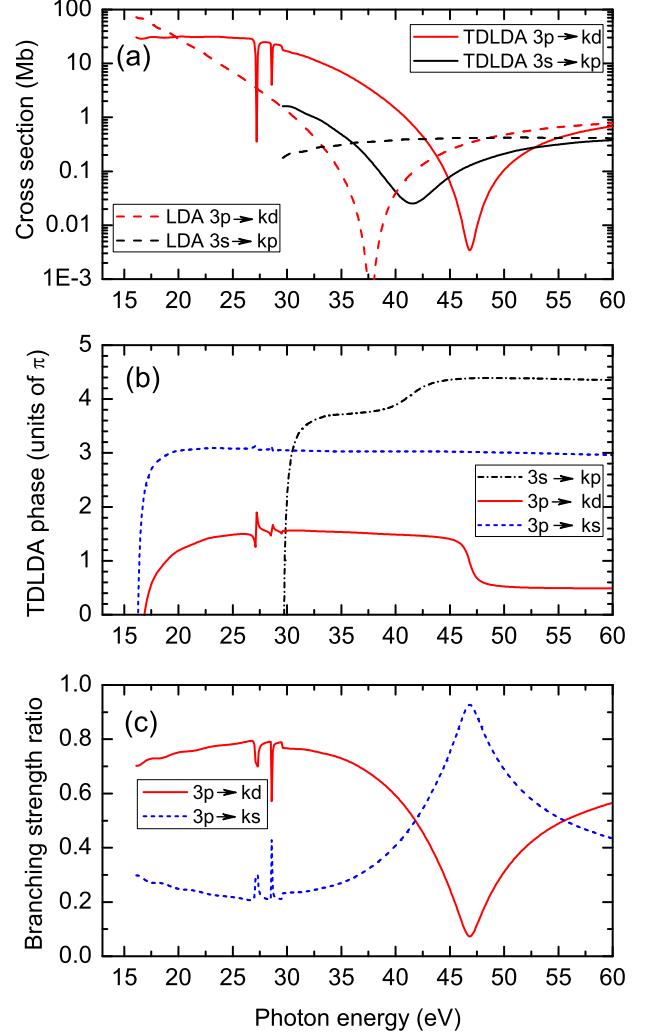 100
10
1
0.1
0.01
1E-3
Cross section (Mb)
(a)
TDLDA 3p→kd
TDLDA 3s→kp
LDA 3p→kd
LDA 3s→kp
15 20 25 30 35 40 45 50 55 60
5
4
3
2
1
0
TDLDA phase (units of π)
(b)
3s→kp
3p→kd
3p→ks
15 20 25 30 35 40 45 50 55 60
1.0
0.8
0.6
0.4
0.2
0.0
Branching strength ratio
(c)
3p→kd
3p→ks
15 20 25 30 35 40 45 50 55 60
Photon energy (eV)